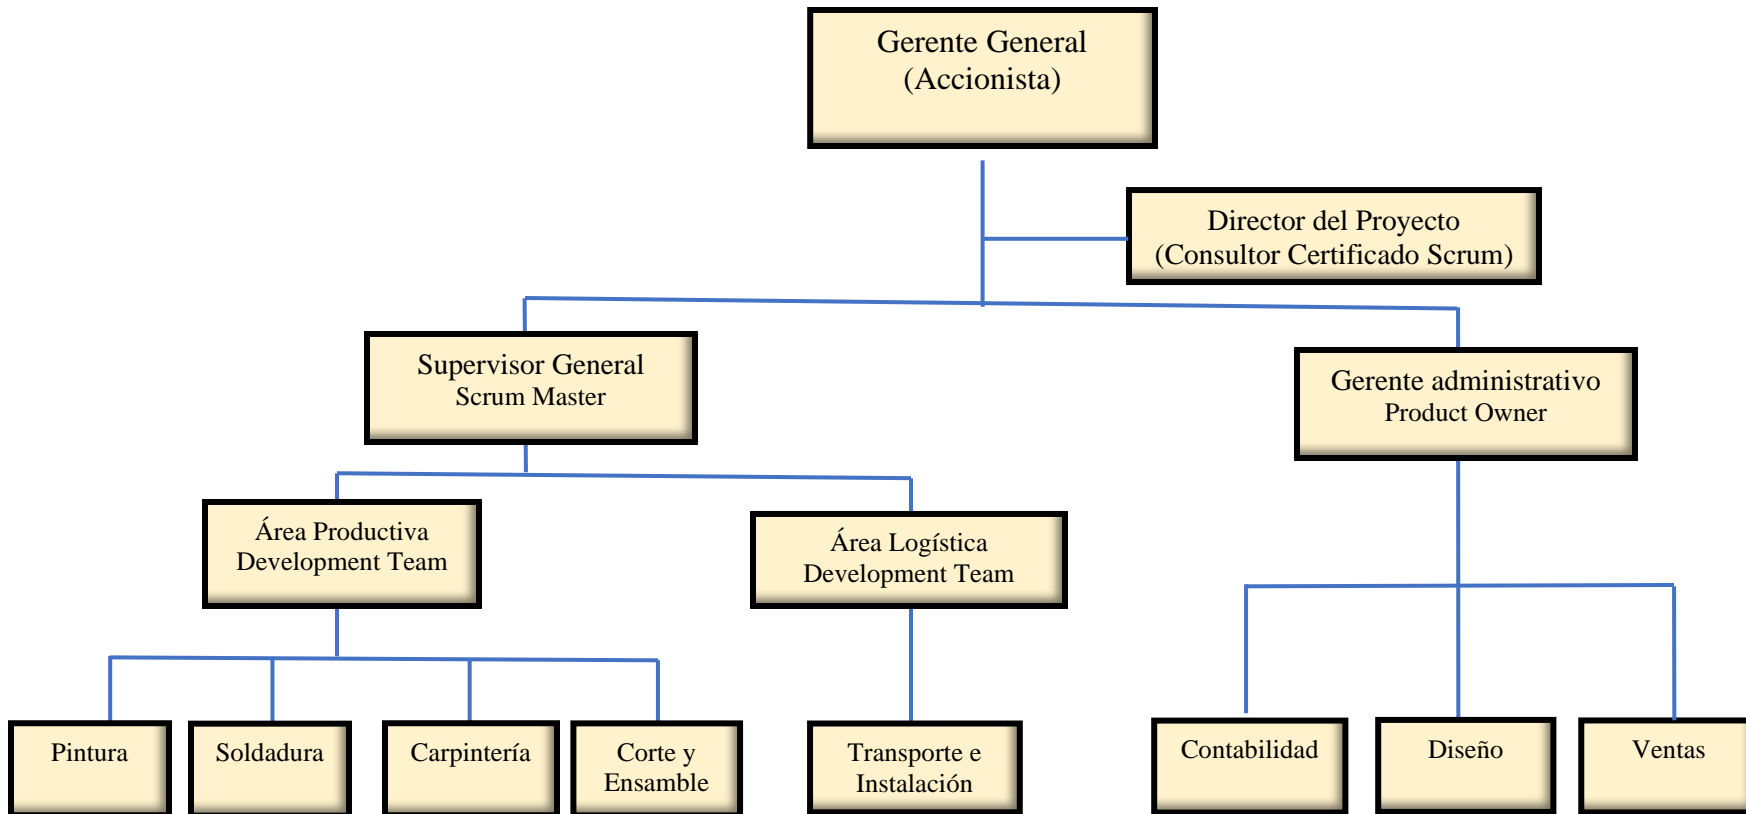 Gerente General
(Accionista)
Director del Proyecto
(Consultor Certificado Scrum)
Supervisor General
Scrum Master
Gerente administrativo
Product Owner
Área Productiva
Development Team
Área Logística
Development Team
Pintura
Soldadura
Carpintería
Corte y
Ensamble
Transporte e
Instalación
Contabilidad
Diseño
Ventas